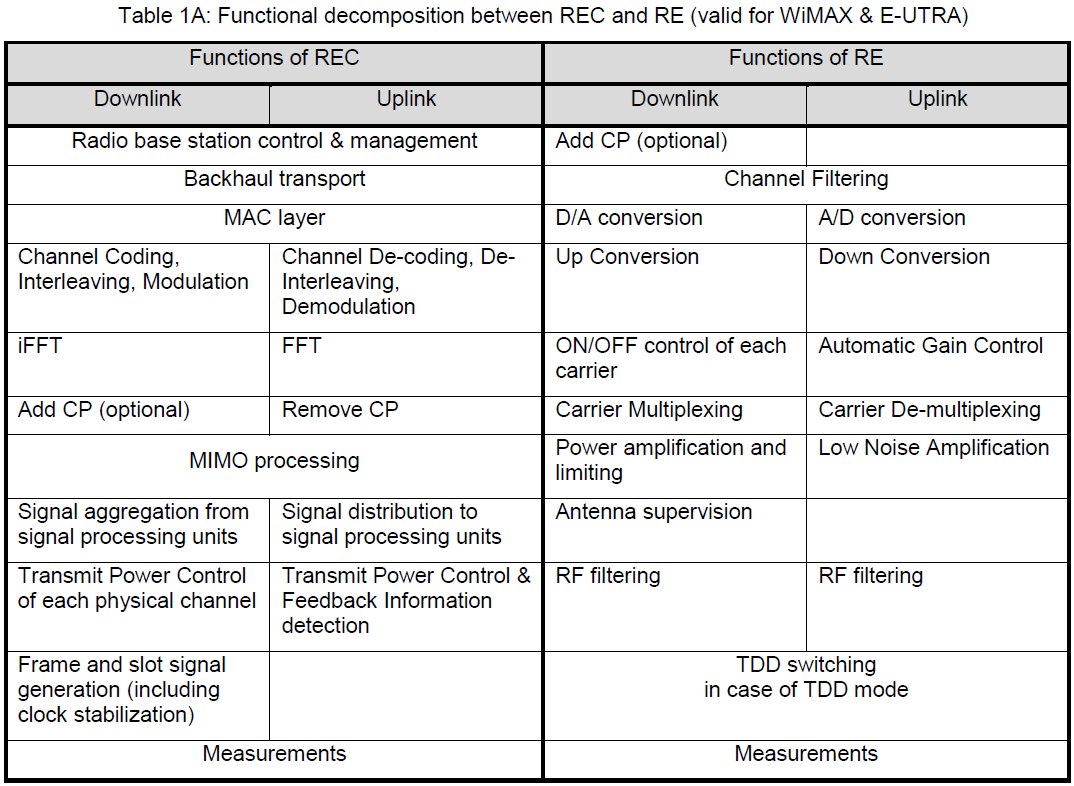 Table 1A: Functional decomposition between REC and RE (valid for WiMAX & E-UTRA)
Functions of REC
Functions of RE
Downlink
Uplink
Downlink
Uplink
Radio base station control & management
Add CP (optional)
Backhaul transport
Channel Filtering
MAC layer
D/A conversion
A/D conversion
Channel Coding,
Interleaving, Modulation
Channel De-coding, De-
Interleaving,
Demodulation
Up Conversion
Down Conversion
iFFT
FFT
ON/OFF control of each
carrier
Automatic Gain Control
Add CP (optional)
Remove CP
Carrier Multiplexing
Carrier De-multiplexing
MIMO processing
Power amplification and
limiting
Low Noise Amplification
Signal aggregation from
signal processing units
Signal distribution to
signal processing units
Antenna supervision
Transmit Power Control
of each physical channel
Transmit Power Control &
Feedback Information
detection
RF filtering
RF filtering
Frame and slot signal
generation (including
clock stabilization)
TDD switching
in case of TDD mode
Measurements
Measurements